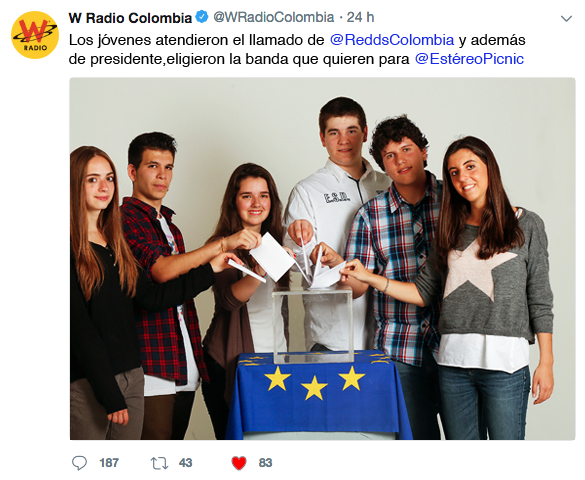 W RADIO
W Radio Colombia @WRadioColombia · 24 h
Los jóvenes atendieron el llamado de @ReddsColombia y además
de presidente,eligieron la banda que quieren para @EstéreoPicnic
E.S.D.
187 43 83